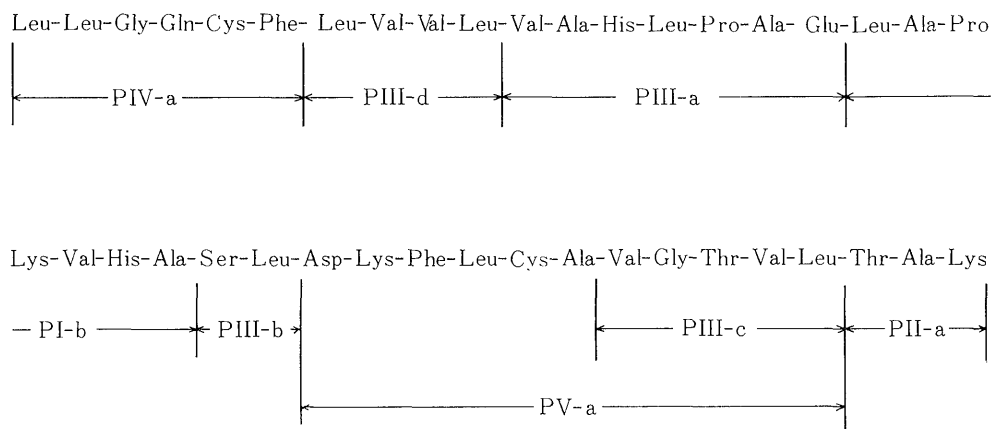 Leu-Leu-Gly-Gln-Cys-Phe- Leu-Val-Val-Leu-Val-Ala-His-Leu-Pro-Ala- Glu-Leu-Ala-Pro
PIV-a PIII-d PIII-a
Lys-Val-His-Ala-Ser-Leu-Asp-Lys-Phe-Leu-Cys-Ala-Val-Gly-Thr-Val-Leu-Thr-Ala-Lys
PI-b PIII-b PIII-c PII-a
PV-a